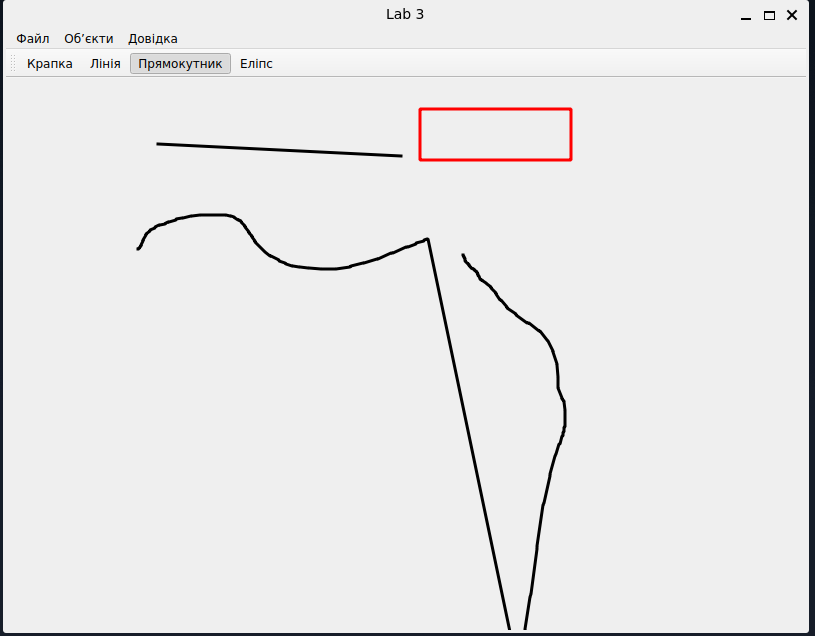 Lab 3
Файл Об’єкти Довідка
Крапка Лінія Прямокутник Еліпс